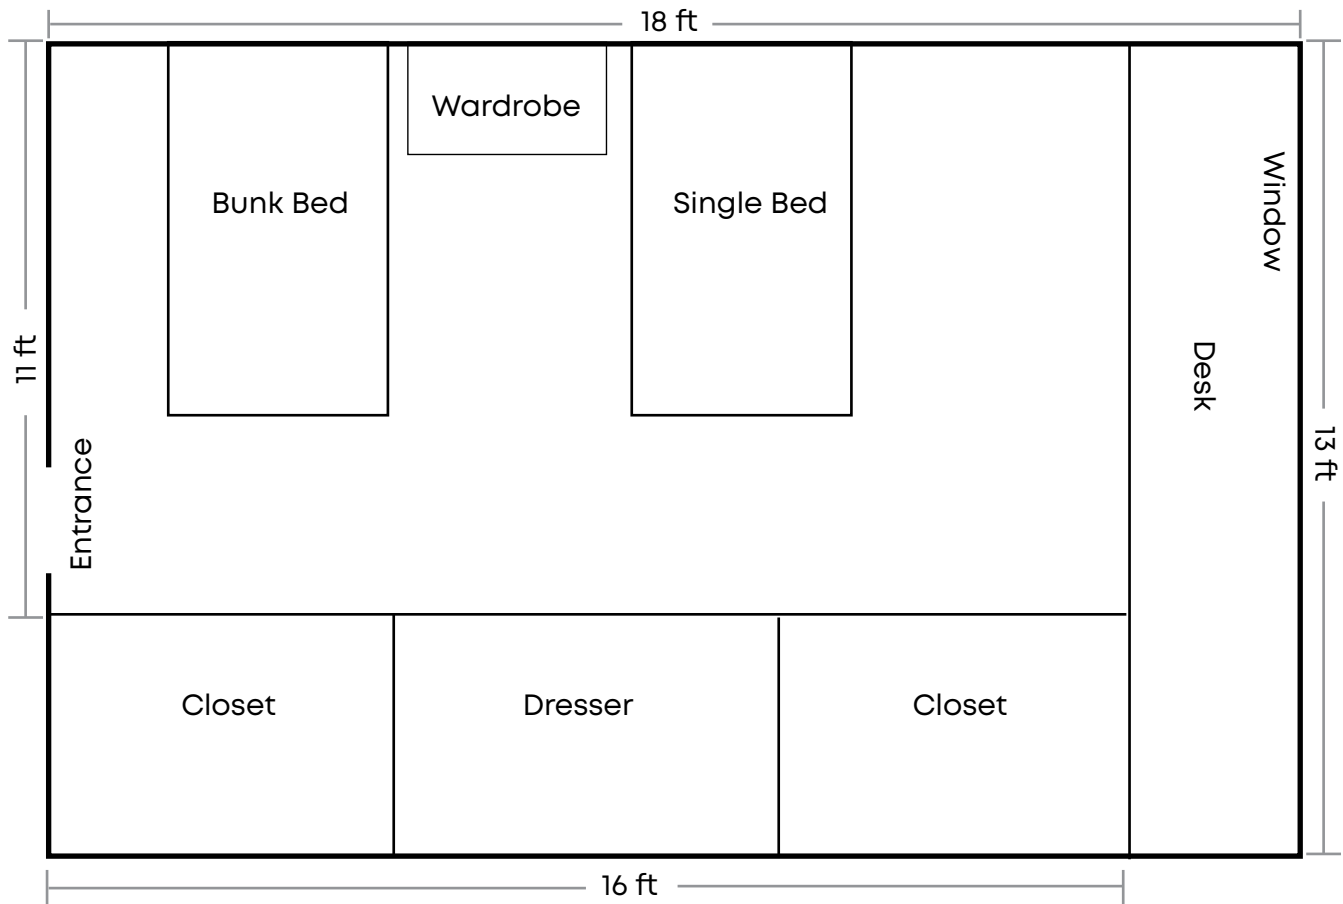 18 ft
Wardrobe
Bunk Bed
Single Bed
Window
11 ft
Desk
13 ft
Entrance
Closet
Dresser
Closet
16 ft